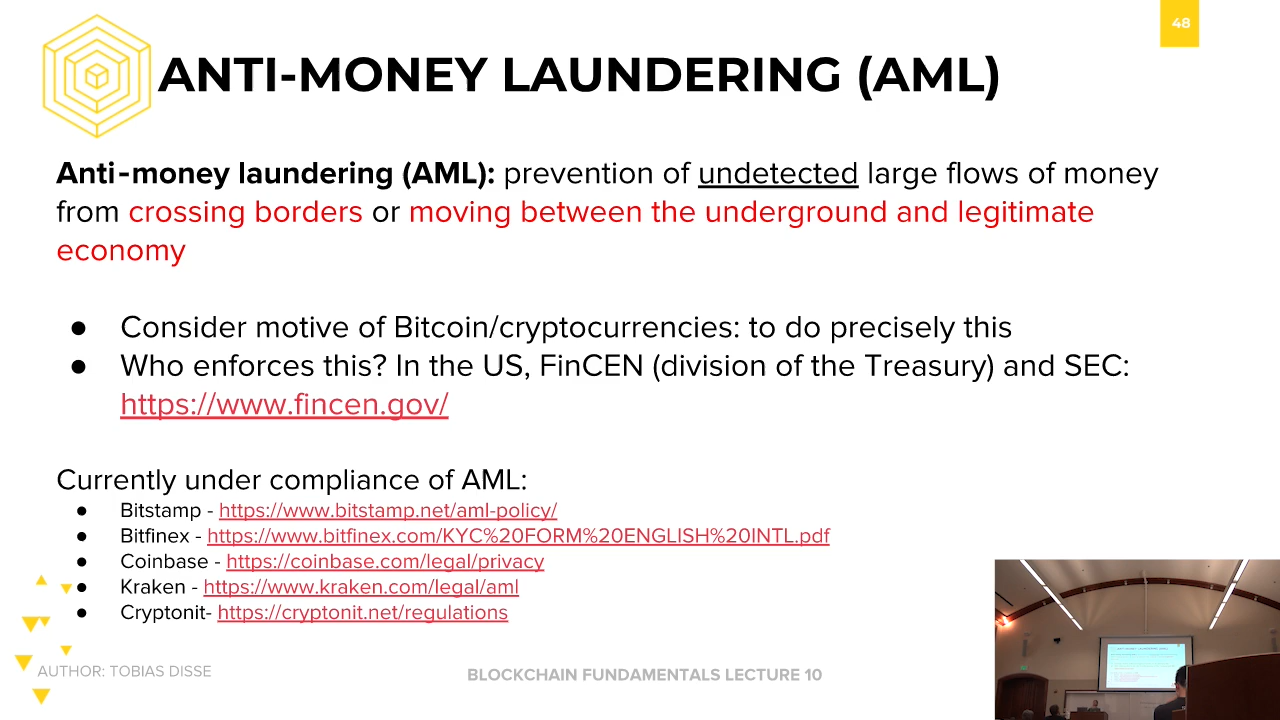 48
ANTI-MONEY LAUNDERING (AML)
Anti-money laundering (AML): prevention of undetected large flows of money
from crossing borders or moving between the underground and legitimate
economy
● Consider motive of Bitcoin/cryptocurrencies: to do precisely this
● Who enforces this? In the US, FinCEN (division of the Treasury) and SEC:
https://www.fincen.gov/
Currently under compliance of AML:
● Bitstamp - https://www.bitstamp.net/aml-policy/
● Bitfinex - https://www.bitfinex.com/KYC%20FORM%20ENGLISH%20INTL.pdf
● Coinbase - https://coinbase.com/legal/privacy
● Kraken - https://www.kraken.com/legal/aml
● Cryptonit- https://cryptonit.net/regulations
AUTHOR: TOBIAS DISSE
BLOCKCHAIN FUNDAMENTALS LECTURE 10